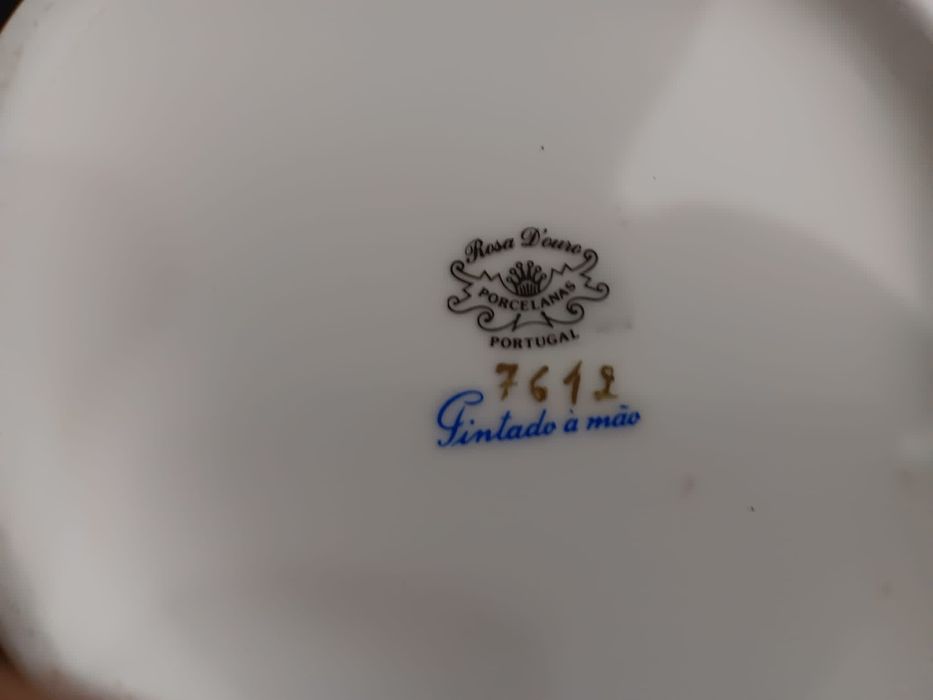 Rosa D'ouro
PORCELANAS
PORTUGAL
7612
Pintado à mão